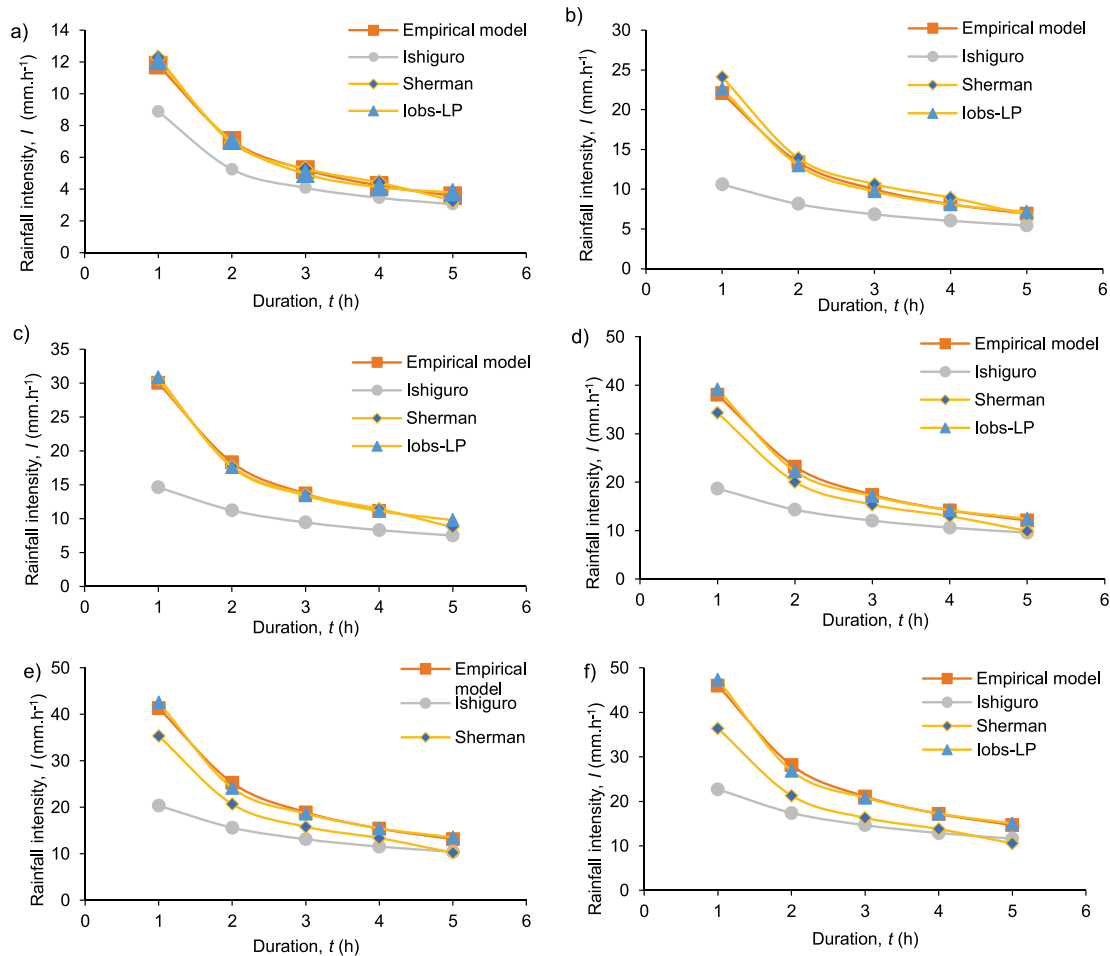 a)
Rainfall intensity, I (mm.h⁻¹)
14
12
10
8
6
4
2
0
0
1
2
3
4
5
6
Duration, t (h)
Empirical model
Ishiguro
Sherman
Iobs-LP
b)
Rainfall intensity, I (mm.h⁻¹)
30
25
20
15
10
5
0
0
1
2
3
4
5
6
Duration, t (h)
Empirical model
Ishiguro
Sherman
Iobs-LP
c)
Rainfall intensity, I (mm.h⁻¹)
35
30
25
20
15
10
5
0
0
1
2
3
4
5
6
Duration, t (h)
Empirical model
Ishiguro
Sherman
Iobs-LP
d)
Rainfall intensity, I (mm.h⁻¹)
50
40
30
20
10
0
0
1
2
3
4
5
6
Duration, t (h)
Empirical model
Ishiguro
Sherman
Iobs-LP
e)
Rainfall intensity, I (mm.h⁻¹)
50
40
30
20
10
0
0
1
2
3
4
5
6
Duration, t (h)
Empirical
model
Ishiguro
Sherman
f)
Rainfall intensity, I (mm.h⁻¹)
50
40
30
20
10
0
0
1
2
3
4
5
6
Duration, t (h)
Empirical model
Ishiguro
Sherman
Iobs-LP